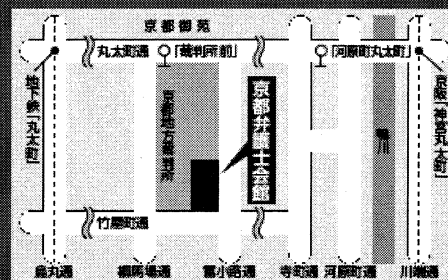 京都御苑
丸太町通
「裁判所前」
「河原町丸太町」
地下鉄「丸太町」
京都地方裁判所
京都弁護士会館
鴨川
京阪「神宮丸太町」
竹屋町通
烏丸通
柳馬場通
富小路通
寺町通
河原町通
川端通